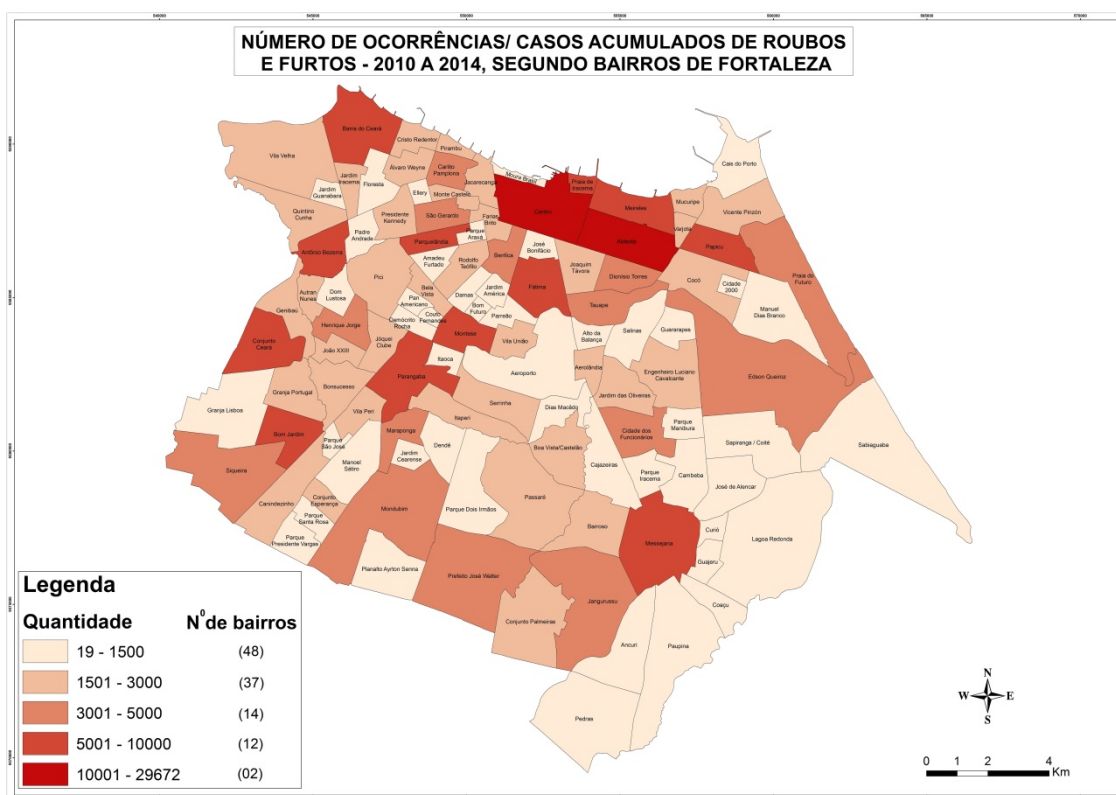 NÚMERO DE OCORRÊNCIAS/ CASOS ACUMULADOS DE ROUBOS
E FURTOS - 2010 A 2014, SEGUNDO BAIRROS DE FORTALEZA
Barra do Ceará
Cristo Redentor
Pirambu
Vila Velha
Álvaro Weyne
Carlito
Pamplona
Jacarecanga
Moura Brasil
Praia de
Iracema
Cais do Porto
Jardim
Iracema
Floresta
Jardim
Guanabara
Ellery
Monte Castelo
Centro
Meireles
Mucuripe
Vicente Pinzón
Quintino
Cunha
Presidente
Kennedy
São Gerardo
Farias
Brito
Varjota
Padre
Andrade
Parquelândia
Parque
Araxá
Aldeota
Papicu
Antônio Bezerra
Amadeu
Furtado
Rodolfo
Teófilo
Benfica
José
Bonifácio
Joaquim
Távora
Dionísio Torres
Cocó
Cidade
2000
Praia do
Futuro
Pici
Bela
Vista
Damas
Jardim
América
Fátima
Autran
Nunes
Dom
Lustosa
Pan
Americano
Couto
Fernandes
Bom
Futuro
Parreão
Tauape
Manuel
Dias Branco
Genibaú
Henrique Jorge
Demócrito
Rocha
Montese
Vila União
Alto da
Balança
Salinas
Guararapes
Conjunto
Ceará
João XXIII
Jóquei
Clube
Itaoca
Aeroporto
Aerolândia
Engenheiro Luciano
Cavalcante
Edson Queiroz
Parangaba
Granja Portugal
Bonsucesso
Serrinha
Jardim das Oliveiras
Granja Lisboa
Vila Peri
Itaperi
Dias Macêdo
Parque
Manibura
Bom Jardim
Maraponga
Dendê
Cidade dos
Funcionários
Sapiranga / Coité
Sabiaguaba
Parque
São José
Jardim
Cearense
Boa Vista/Castelão
Manoel
Sátiro
Cajazeiras
Parque
Iracema
Cambeba
Siqueira
José de Alencar
Canindezinho
Conjunto
Esperança
Mondubim
Parque Dois Irmãos
Passaré
Parque
Santa Rosa
Barroso
Messejana
Curió
Lagoa Redonda
Parque
Presidente Vargas
Guajeru
Planalto Ayrton Senna
Prefeito José Walter
Jangurussu
Coaçu
Conjunto Palmeiras
Ancuri
Paupina
Pedras
Legenda
Quantidade N⁰ de bairros
19 - 1500 (48)
1501 - 3000 (37)
3001 - 5000 (14)
5001 - 10000 (12)
10001 - 29672 (02)
N
W E
S
0 1 2 4
Km